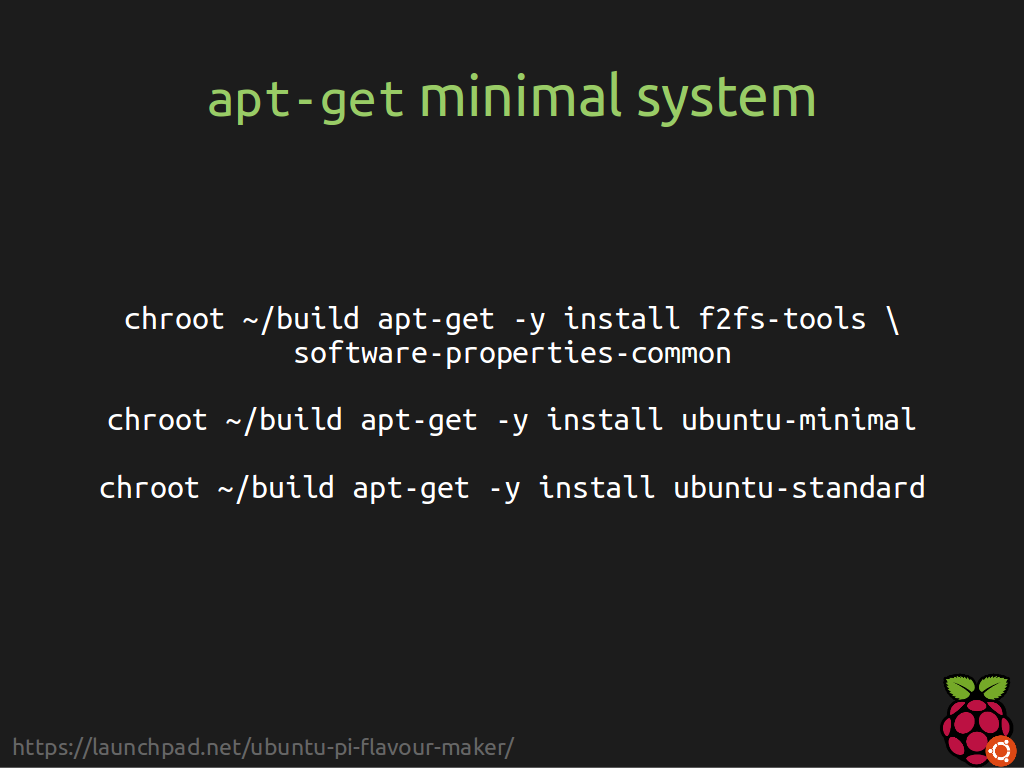 apt-get minimal system
chroot ~/build apt-get -y install f2fs-tools \
software-properties-common
chroot ~/build apt-get -y install ubuntu-minimal
chroot ~/build apt-get -y install ubuntu-standard
https://launchpad.net/ubuntu-pi-flavour-maker/